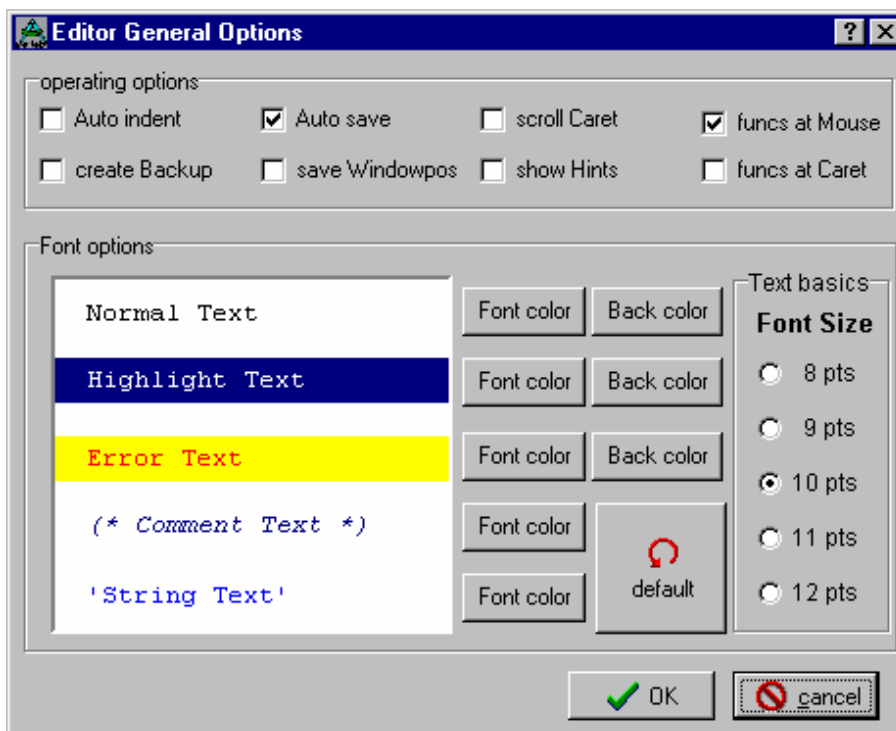 Editor General Options
operating options
Auto indent Auto save scroll Caret funcs at Mouse
create Backup save Windowpos show Hints funcs at Caret
Font options
Text basics
Normal Text Font color Back color Font Size
Highlight Text Font color Back color 8 pts
9 pts
Error Text Font color Back color 10 pts
(* Comment Text *) Font color 11 pts
'String Text' Font color default 12 pts
OK cancel